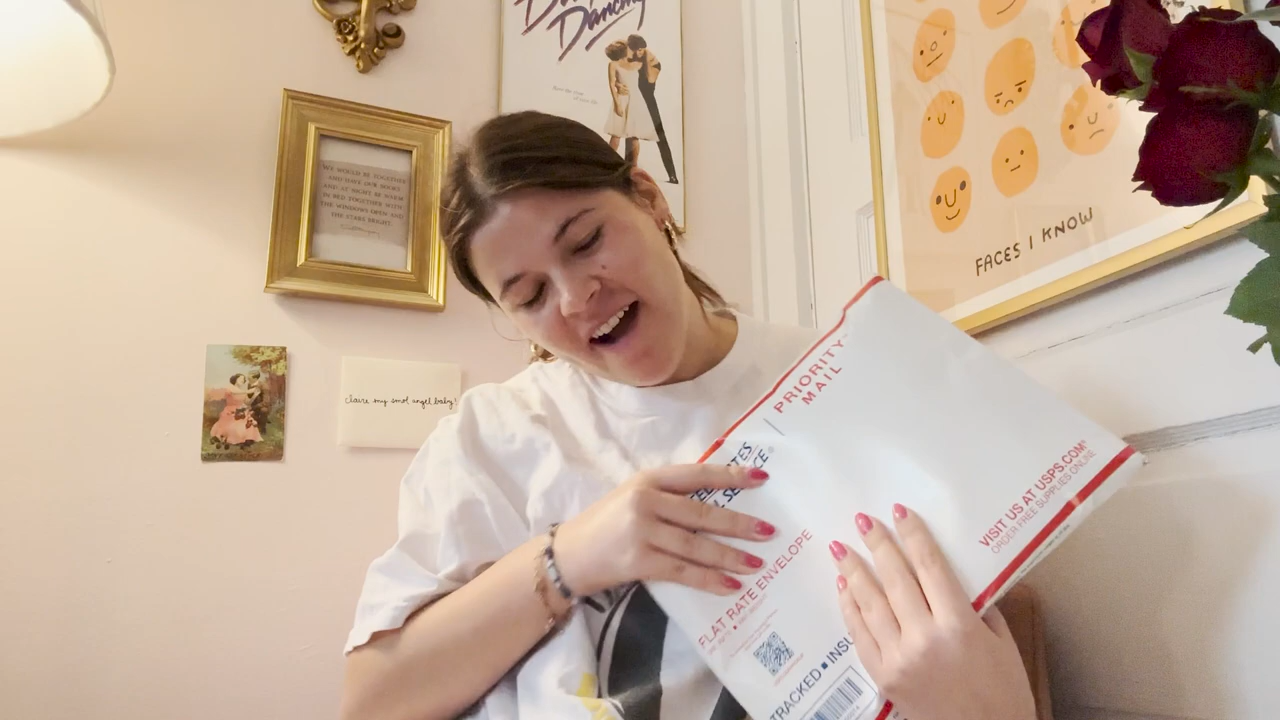 Dancing
WE WOULD BE TOGETHER
AND HAVE OUR BOOKS
AND AT NIGHT BE WARM
IN BED TOGETHER WITH
THE WINDOWS OPEN AND
THE STARS BRIGHT.
claire my smol angel baby!
FACES I KNOW
PRIORITY
MAIL
VISIT US AT USPS.COM
ORDER FREE SUPPLIES ONLINE
FLAT RATE ENVELOPE
TRACKED ▪ INSU